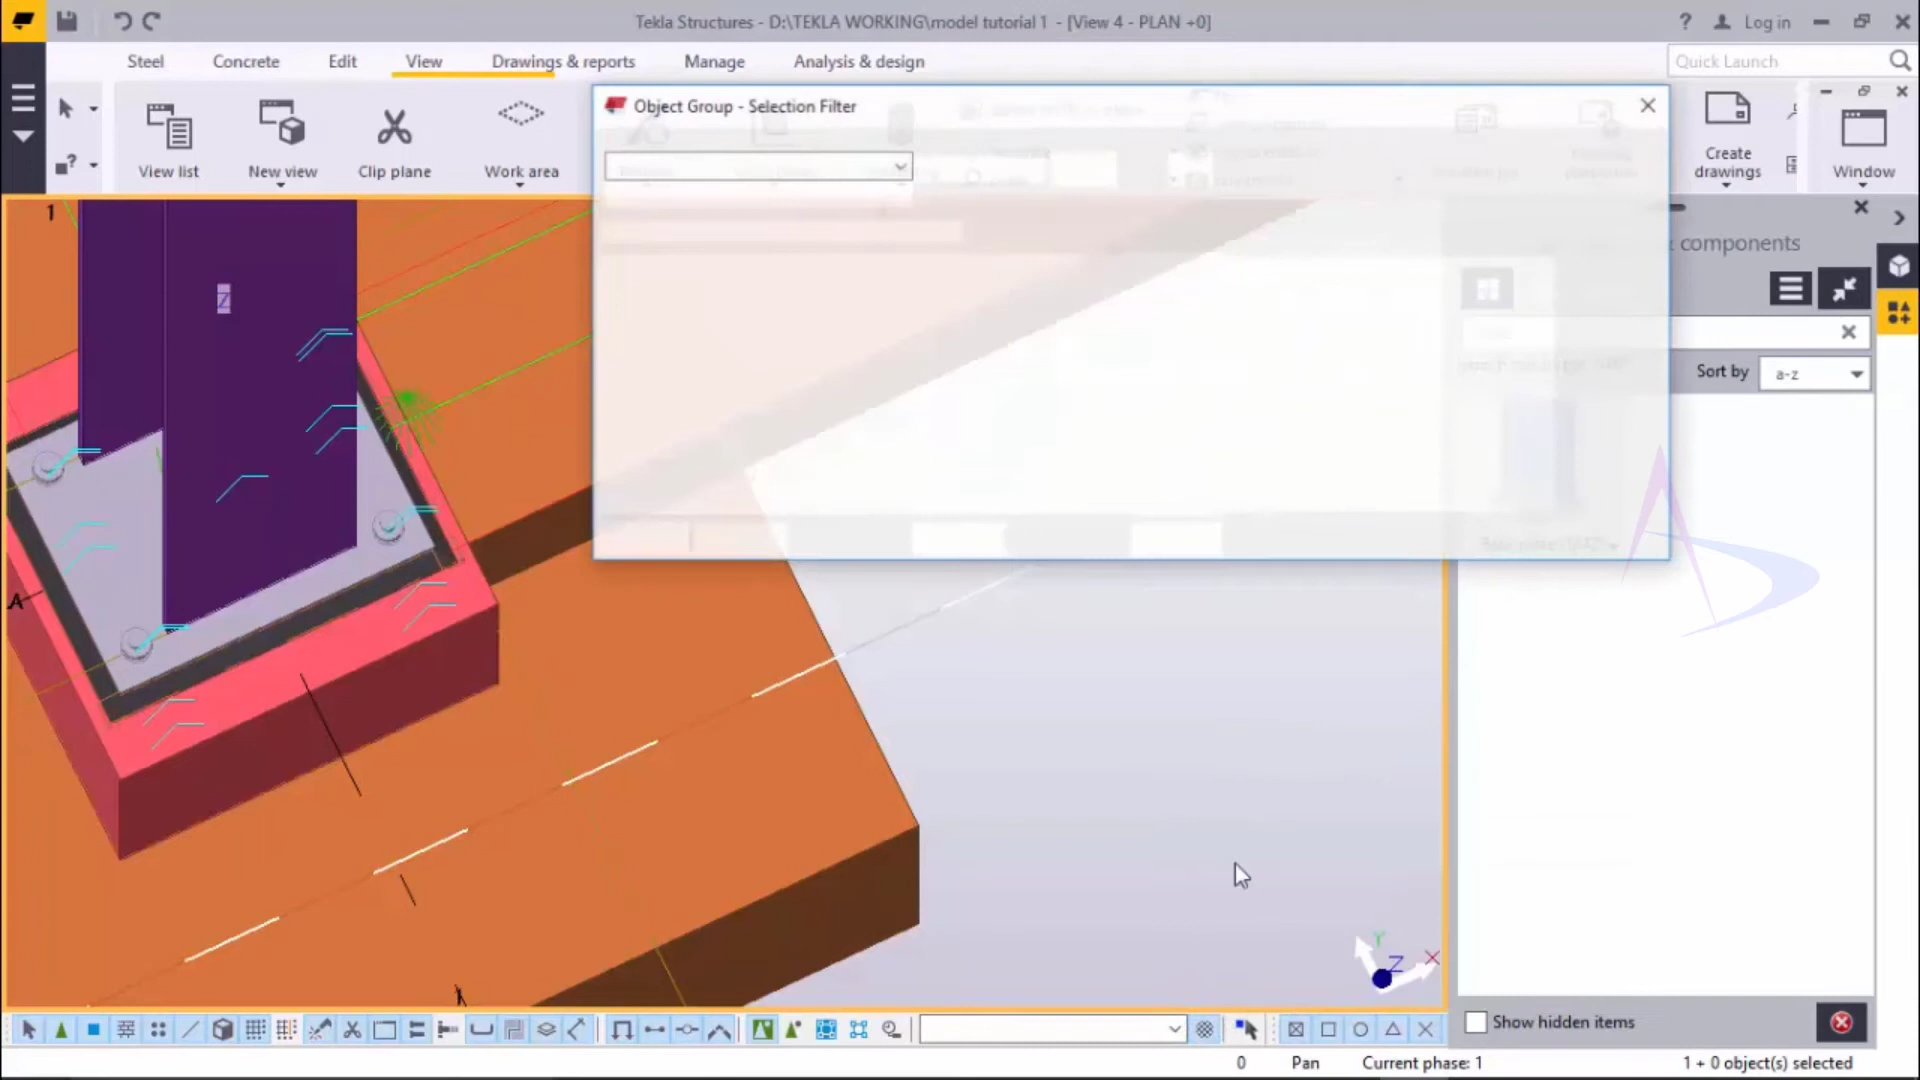 Tekla Structures - D:\TEKLA WORKING\model tutorial 1 - [View 4 - PLAN +0]
? Log in
Steel Concrete Edit View Drawings & reports Manage Analysis & design
Quick Launch
Object Group - Selection Filter
View list
New view
Clip plane
Work area
Create
drawings
Window
1
Z
components
Sort by a-z
A
Y
Z X
Show hidden items
0 Pan Current phase: 1 1 + 0 object(s) selected